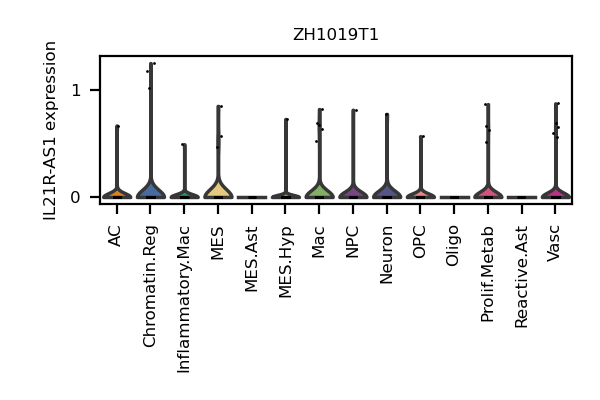 ZH1019T1
IL21R-AS1 expression
1
0
AC
Chromatin.Reg
Inflammatory.Mac
MES
MES.Ast
MES.Hyp
Mac
NPC
Neuron
OPC
Oligo
Prolif.Metab
Reactive.Ast
Vasc